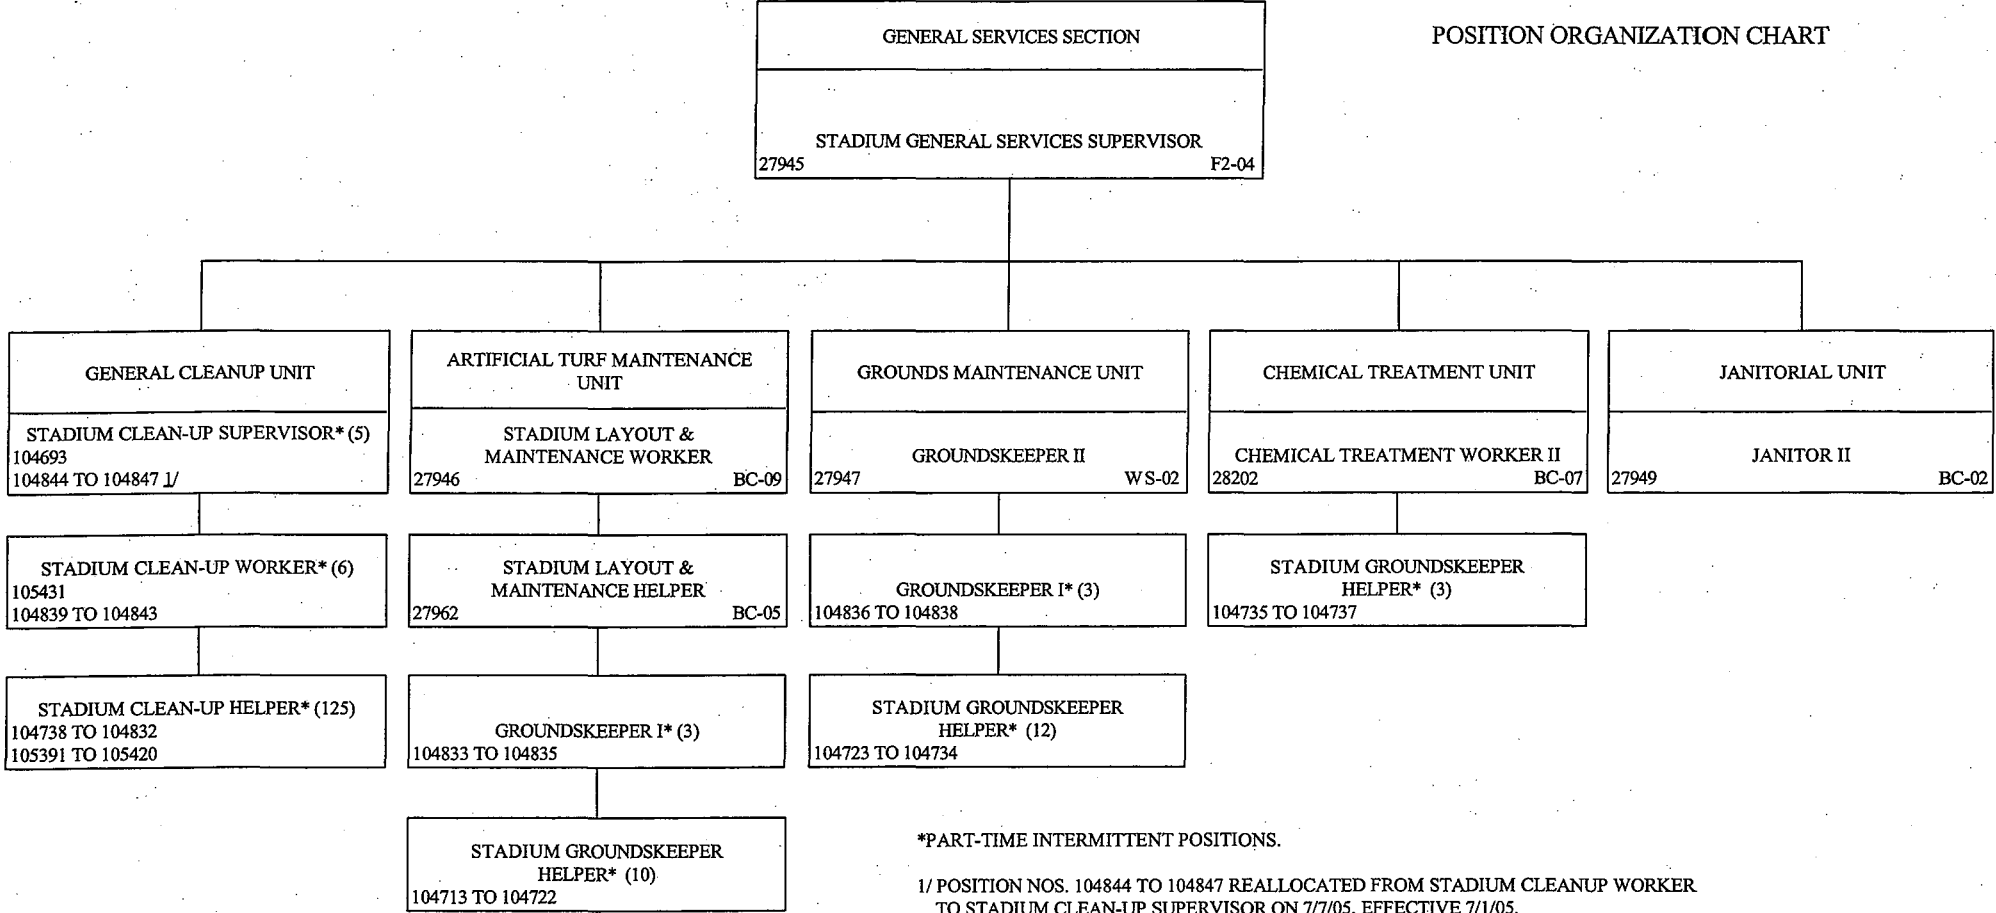 POSITION ORGANIZATION CHART
GENERAL SERVICES SECTION
STADIUM GENERAL SERVICES SUPERVISOR
27945 F2-04
GENERAL CLEANUP UNIT
STADIUM CLEAN-UP SUPERVISOR* (5)
104693
104844 TO 104847 1/
STADIUM CLEAN-UP WORKER* (6)
105431
104839 TO 104843
STADIUM CLEAN-UP HELPER* (125)
104738 TO 104832
105391 TO 105420
ARTIFICIAL TURF MAINTENANCE
UNIT
STADIUM LAYOUT &
MAINTENANCE WORKER
27946 BC-09
STADIUM LAYOUT &
MAINTENANCE HELPER
27962 BC-05
GROUNDSKEEPER I* (3)
104833 TO 104835
STADIUM GROUNDSKEEPER
HELPER* (10)
104713 TO 104722
GROUNDS MAINTENANCE UNIT
GROUNDSKEEPER II
27947 WS-02
GROUNDSKEEPER I* (3)
104836 TO 104838
STADIUM GROUNDSKEEPER
HELPER* (12)
104723 TO 104734
CHEMICAL TREATMENT UNIT
CHEMICAL TREATMENT WORKER II
28202 BC-07
STADIUM GROUNDSKEEPER
HELPER* (3)
104735 TO 104737
JANITORIAL UNIT
JANITOR II
27949 BC-02
*PART-TIME INTERMITTENT POSITIONS.
1/ POSITION NOS. 104844 TO 104847 REALLOCATED FROM STADIUM CLEANUP WORKER
TO STADIUM CLEAN-UP SUPERVISOR ON 7/7/05, EFFECTIVE 7/1/05.